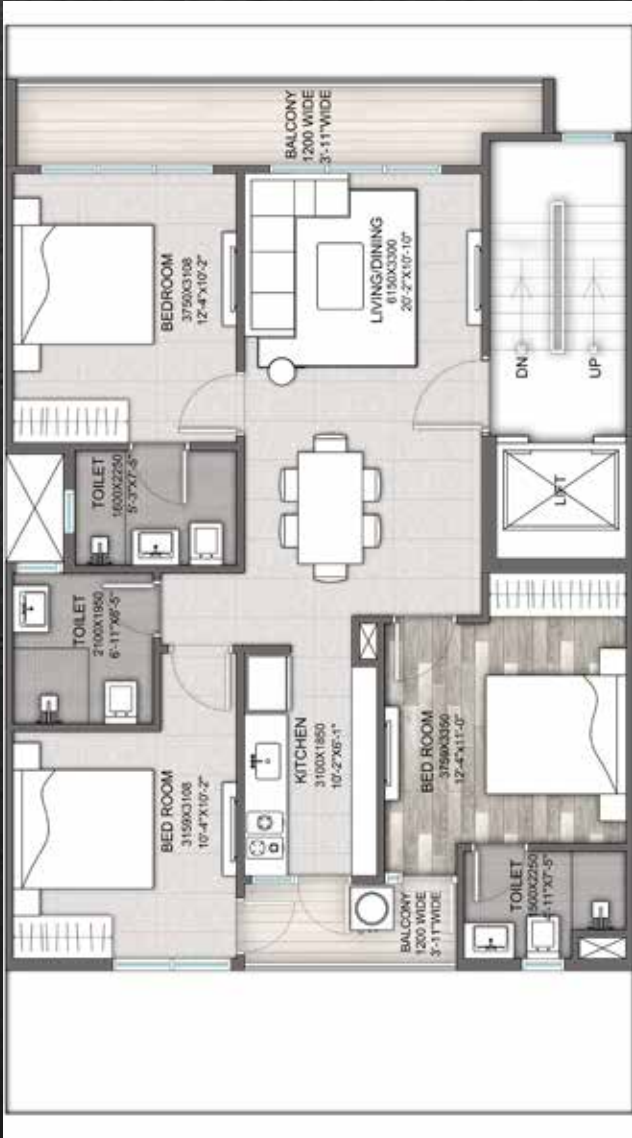 BALCONY
1200 WIDE
3'-11"WIDE
BEDROOM
3750X3108
12'-4"X10'-2"
LIVING/DINING
6150X3300
20'-2"X10'-10"
DN
UP
LIFT
TOILET
1600X2250
5'-3"X7'-5"
TOILET
2100X1950
6'-11"X6'-5"
BED ROOM
3159X3108
10'-4"X10'-2"
KITCHEN
3100X1850
10'-2"X6'-1"
BED ROOM
3759X3350
12'-4"X11'-0"
BALCONY
1200 WIDE
3'-11"WIDE
TOILET
1500X2250